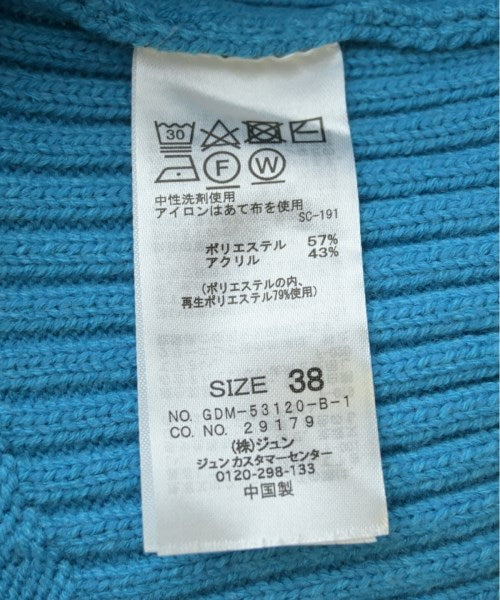 30
F W
中性洗剤使用
アイロンはあて布を使用
SC-191
ポリエステル 57%
アクリル 43%
(ポリエステルの内、
再生ポリエステル79%使用)
SIZE 38
NO. GDM-53120-B-1
CO. NO. 29179
(株)ジュン
ジュンカスタマーセンター
0120-298-133
中国製